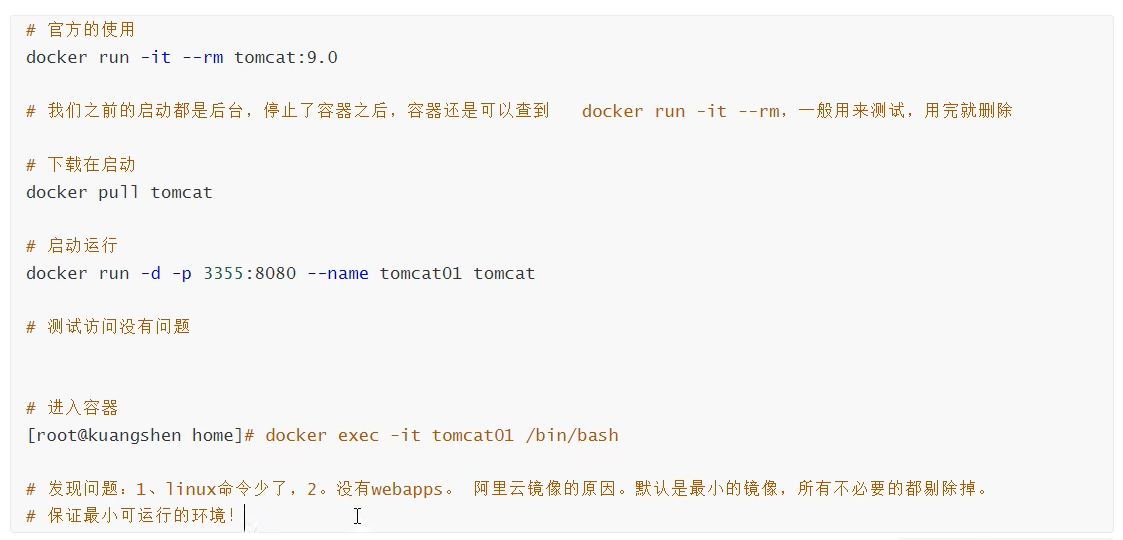 # 官方的使用
docker run -it --rm tomcat:9.0
# 我们之前的启动都是后台，停止了容器之后，容器还是可以查到 docker run -it --rm，一般用来测试，用完就删除
# 下载在启动
docker pull tomcat
# 启动运行
docker run -d -p 3355:8080 --name tomcat01 tomcat
# 测试访问没有问题
# 进入容器
[root@kuangshen home]# docker exec -it tomcat01 /bin/bash
# 发现问题：1、linux命令少了，2。没有webapps。 阿里云镜像的原因。默认是最小的镜像，所有不必要的都剔除掉。
# 保证最小可运行的环境！